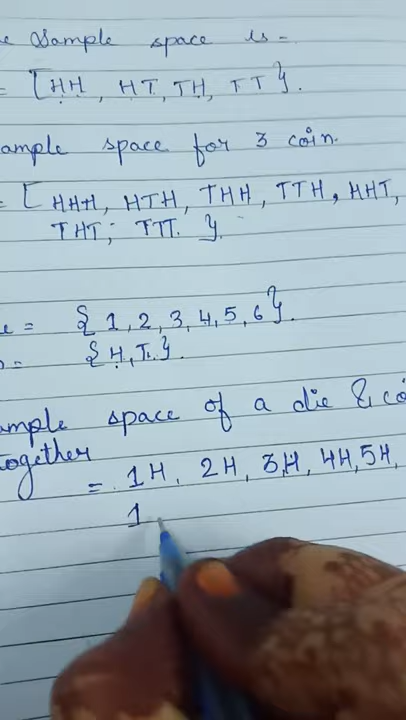 Sample space is =
= [HH, HT, TH, TT}.
ample space for 3 coin.
= [HHH, HTH, THH, TTH, HHT,
THT; TTT. }
= {1, 2, 3, 4, 5, 6}.
= {H, T.}
ample space of a die & co
together
= 1H, 2H, 3H, 4H, 5H,
1